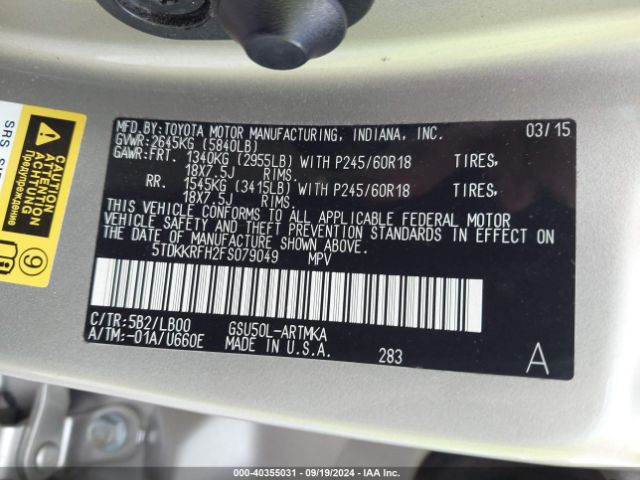 MFD.BY:TOYOTA MOTOR MANUFACTURING, INDIANA, INC. 03/15
GVWR:2645KG (5840LB)
GAWR:FRT. 1340KG (2955LB) WITH P245/60R18 TIRES,
18X7.5J RIMS.
RR. 1545KG (3415LB) WITH P245/60R18 TIRES,
18X7.5J RIMS.
THIS VEHICLE CONFORMS TO ALL APPLICABLE FEDERAL MOTOR
VEHICLE SAFETY AND THEFT PREVENTION STANDARDS IN EFFECT ON
THE DATE OF MANUFACTURE SHOWN ABOVE.
5TDKKRFH2FS079049 MPV
C/TR:5B2/LB00 GSU50L-ARTMKA
A/TM:-01A/U660E MADE IN U.S.A. 283 A
CAUTION
ATTENTION
ACHTUNG
Предупреждение
9
SRS
000-40355031 - 09/19/2024 - IAA Inc.